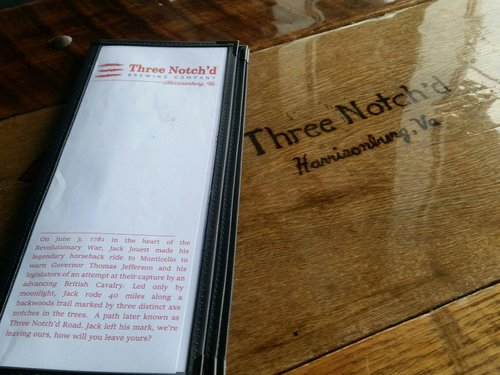 Three Notch'd
BREWING COMPANY
Harrisonburg, Va.
On June 3, 1781 in the heart of the
Revolutionary War, Jack Jouett made his
legendary horseback ride to Monticello to
warn Governor Thomas Jefferson and his
legislators of an attempt at their capture by an
advancing British Cavalry. Led only by
moonlight, Jack rode 40 miles along a
backwoods trail marked by three distinct axe
notches in the trees. A path later known as
Three Notch'd Road. Jack left his mark, we're
leaving ours, how will you leave yours?
Three Notch'd
Harrisonburg, Va